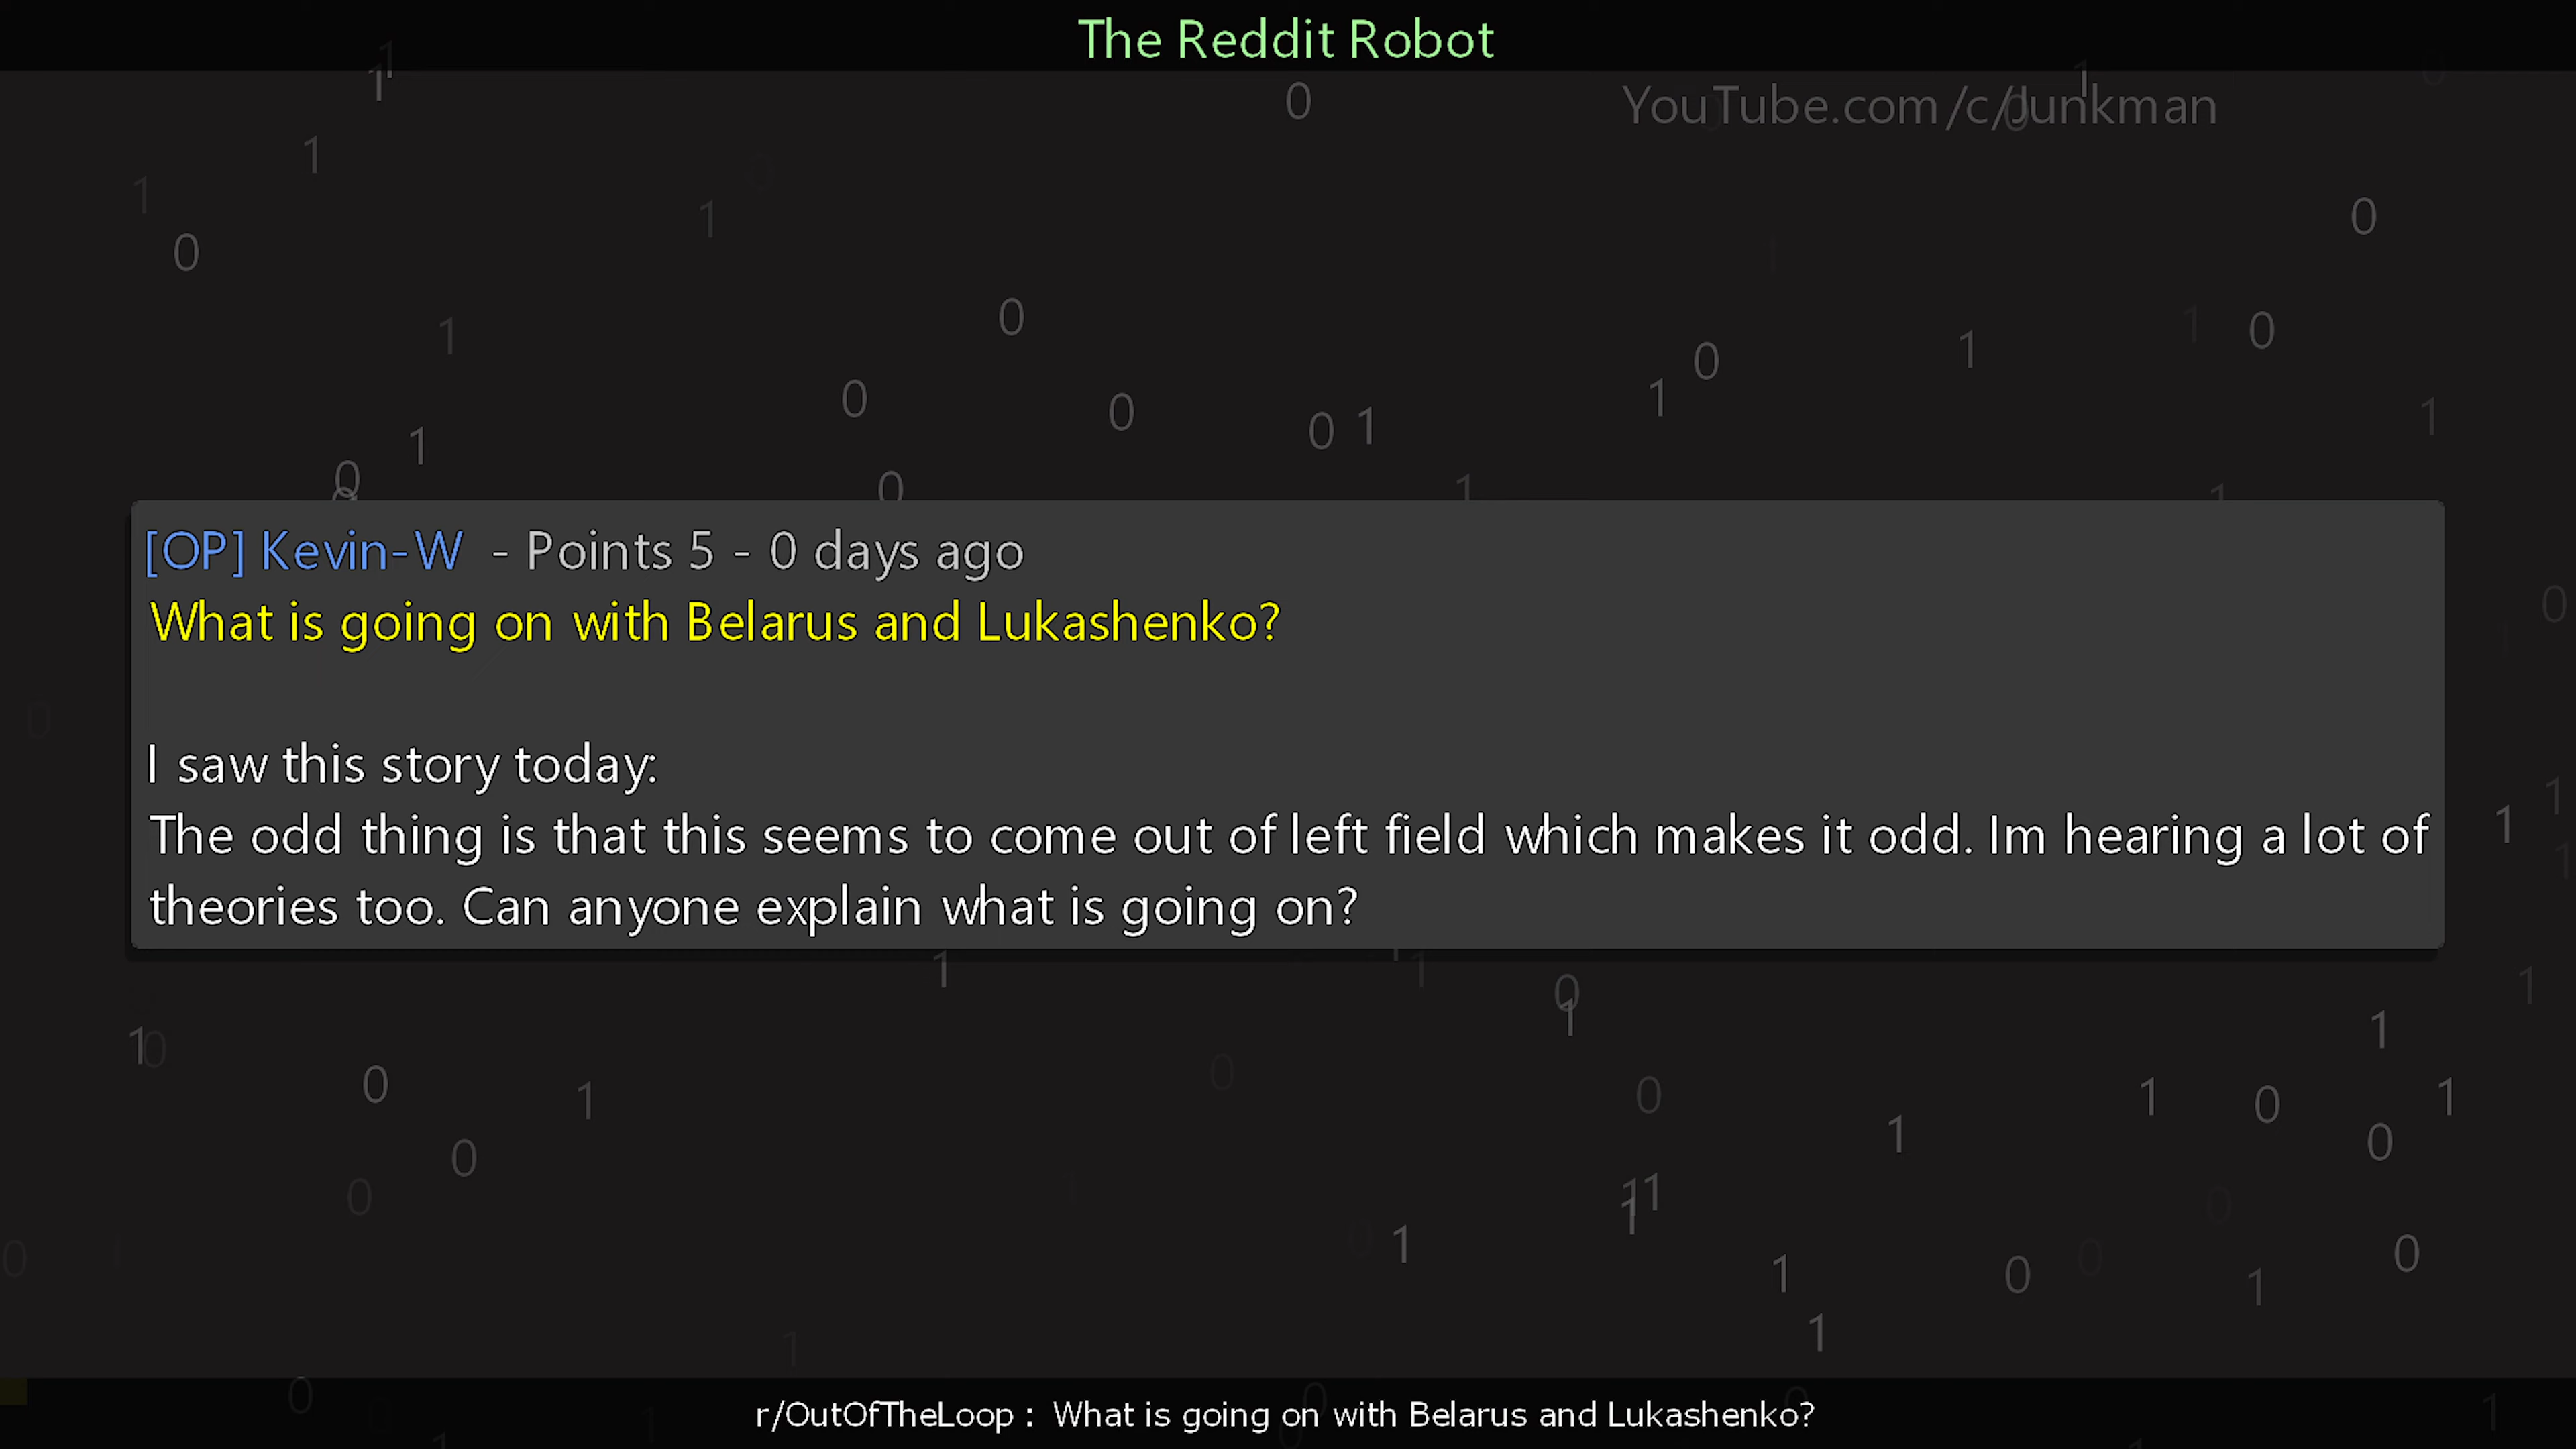 The Reddit Robot
YouTube.com/c/Junkman
[OP] Kevin-W - Points 5 - 0 days ago
What is going on with Belarus and Lukashenko?
I saw this story today:
The odd thing is that this seems to come out of left field which makes it odd. Im hearing a lot of
theories too. Can anyone explain what is going on?
r/OutOfTheLoop : What is going on with Belarus and Lukashenko?